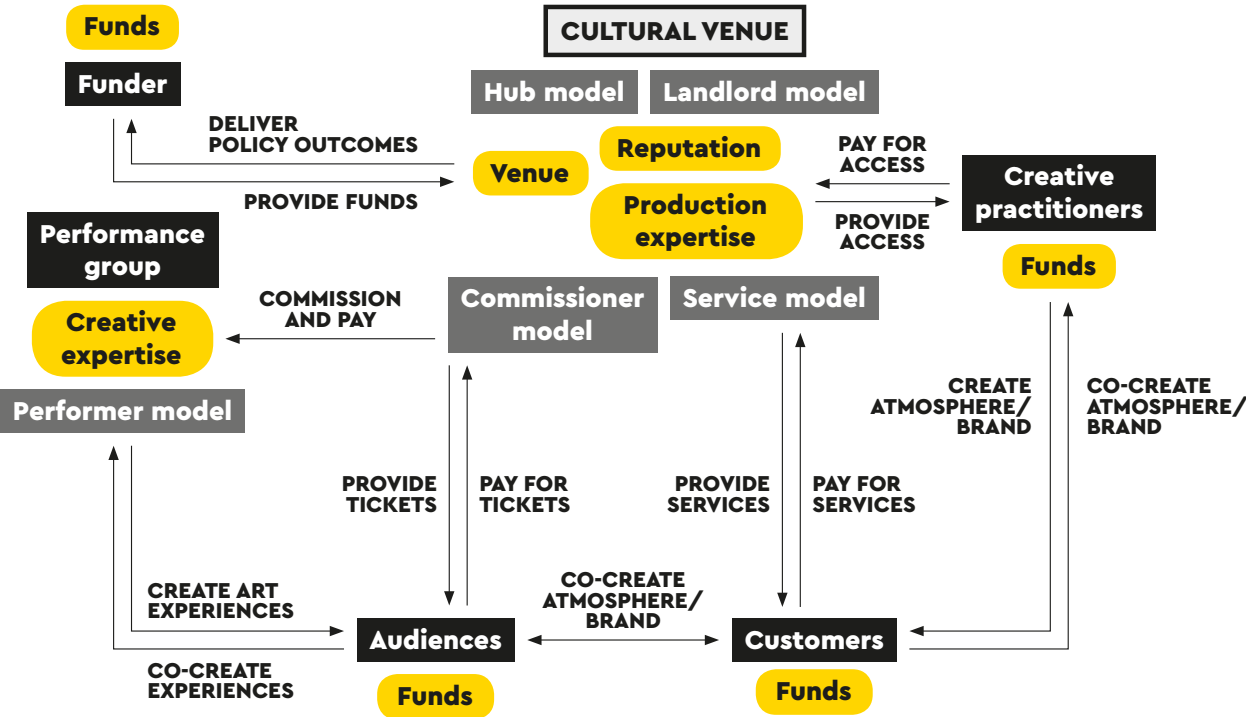 Funds
CULTURAL VENUE
Funder
Hub model
Landlord model
DELIVER
POLICY OUTCOMES
PROVIDE FUNDS
Venue
Reputation
Production
expertise
PAY FOR
ACCESS
PROVIDE
ACCESS
Creative
practitioners
Funds
Performance
group
Creative
expertise
Performer model
COMMISSION
AND PAY
Commissioner
model
Service model
CREATE
ATMOSPHERE/
BRAND
CO-CREATE
ATMOSPHERE/
BRAND
PROVIDE
TICKETS
PAY FOR
TICKETS
PROVIDE
SERVICES
PAY FOR
SERVICES
CREATE ART
EXPERIENCES
CO-CREATE
EXPERIENCES
CO-CREATE
ATMOSPHERE/
BRAND
Audiences
Funds
Customers
Funds